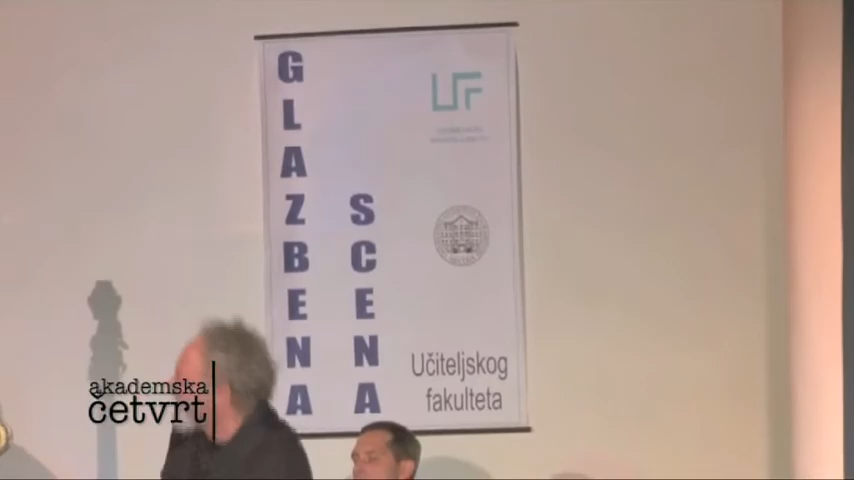 GLAZBENA
SCENA
UF
Učiteljskog
fakulteta
akademska
četvrt